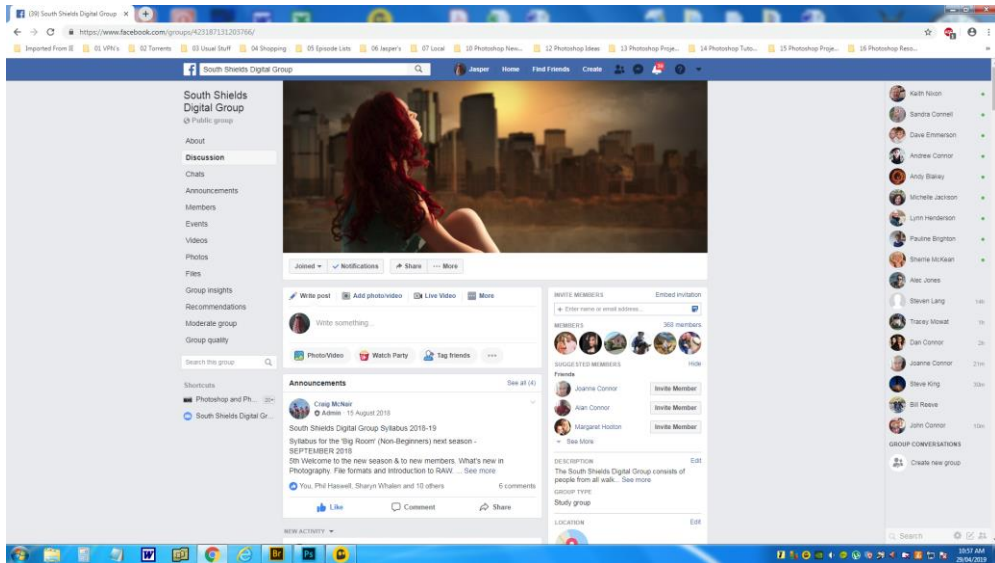 (39) South Shields Digital Group
https://www.facebook.com/groups/423187131203766/
Imported From IE
01 VPN's
02 Torrents
03 Usual Stuff
04 Shopping
05 Episode Lists
06 Jasper's
07 Local
10 Photoshop New...
12 Photoshop Ideas
13 Photoshop Proje...
14 Photoshop Tuto...
15 Photoshop Proje...
16 Photoshop Reso...
South Shields Digital Group
Jasper
Home
Find Friends
Create
South Shields
Digital Group
Public group
About
Discussion
Chats
Announcements
Members
Events
Videos
Photos
Files
Group insights
Recommendations
Moderate group
Group quality
Search this group
Shortcuts
Photoshop and Ph...
South Shields Digital Gr...
Joined
Notifications
Share
More
Write post
Add photo/video
Live Video
More
Write something...
Photo/Video
Watch Party
Tag friends
Announcements
See all (4)
Craig McNair
Admin · 15 August 2018
South Shields Digital Group Syllabus 2018-19
Syllabus for the 'Big Room' (Non-Beginners) next season -
SEPTEMBER 2018
5th Welcome to the new season & to new members. What's new in
Photography. File formats and Introduction to RAW. ... See more
You, Phil Haswell, Sharyn Whalen and 10 others
6 comments
Like
Comment
Share
NEW ACTIVITY
INVITE MEMBERS
Embed invitation
+ Enter name or email address...
MEMBERS
368 members
SUGGESTED MEMBERS
Hide
Friends
Joanne Connor
Invite Member
Alan Connor
Invite Member
Margaret Hooton
Invite Member
See More
DESCRIPTION
Edit
The South Shields Digital Group consists of
people from all walk... See more
GROUP TYPE
Study group
LOCATION
Edit
Keith Nixon
Sandra Connell
Dave Emmerson
Andrew Connor
Andy Blakey
Michelle Jackson
Lynn Henderson
Pauline Brighton
Sherrie McKean
Alec Jones
Steven Lang
Tracey Mowat
Dan Connor
2h
Joanne Connor
21m
Steve King
Bill Reeve
John Connor
GROUP CONVERSATIONS
Create new group
Search
W
Br
Ps
10:57 AM
29/04/2019